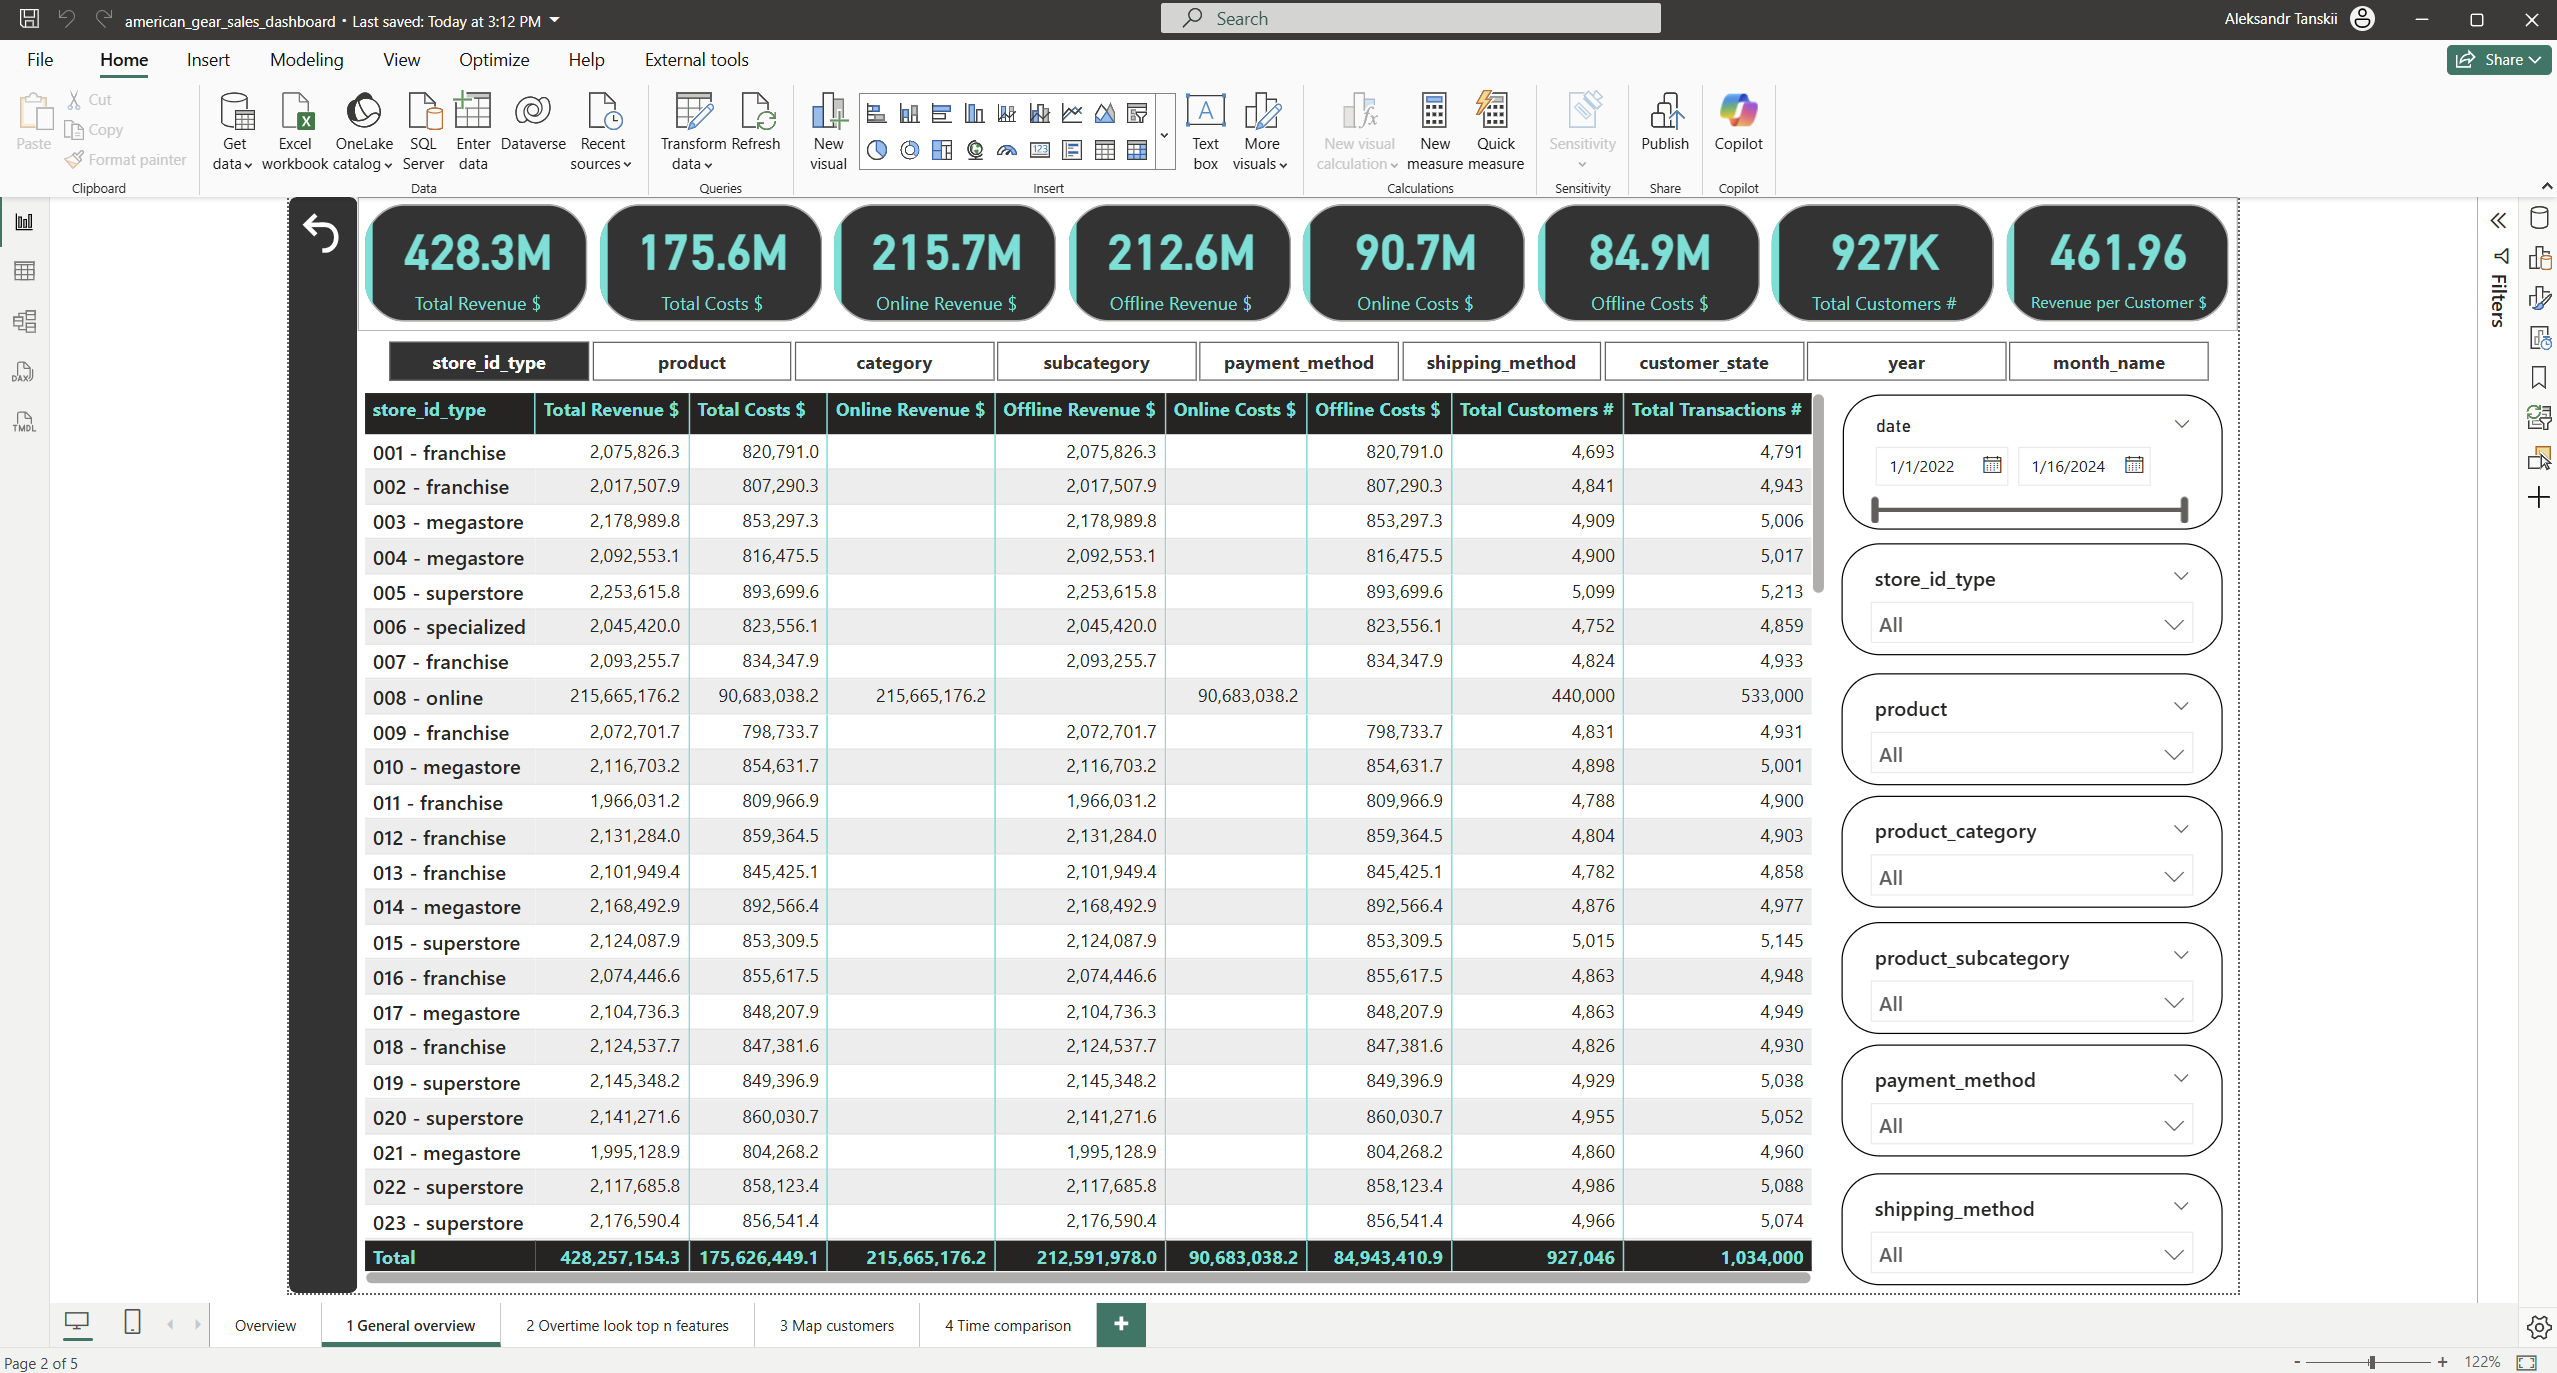 american_gear_sales_dashboard • Last saved: Today at 3:12 PM
Search
Aleksandr Tanskii
File Home Insert Modeling View Optimize Help External tools
Share
Paste
Cut
Copy
Format painter
Clipboard
Get data
Excel workbook
OneLake catalog
SQL Server
Enter data
Dataverse
Recent sources
Data
Transform data
Refresh
Queries
New visual
Text box
More visuals
Insert
New visual calculation
New measure
Quick measure
Calculations
Sensitivity
Sensitivity
Publish
Share
Copilot
Copilot
428.3M
Total Revenue $
175.6M
Total Costs $
215.7M
Online Revenue $
212.6M
Offline Revenue $
90.7M
Online Costs $
84.9M
Offline Costs $
927K
Total Customers #
461.96
Revenue per Customer $
Filters
DAX
TMDL
store_id_type product category subcategory payment_method shipping_method customer_state year month_name
store_id_type Total Revenue $ Total Costs $ Online Revenue $ Offline Revenue $ Online Costs $ Offline Costs $ Total Customers # Total Transactions #
001 - franchise 2,075,826.3 820,791.0 2,075,826.3 820,791.0 4,693 4,791
002 - franchise 2,017,507.9 807,290.3 2,017,507.9 807,290.3 4,841 4,943
003 - megastore 2,178,989.8 853,297.3 2,178,989.8 853,297.3 4,909 5,006
004 - megastore 2,092,553.1 816,475.5 2,092,553.1 816,475.5 4,900 5,017
005 - superstore 2,253,615.8 893,699.6 2,253,615.8 893,699.6 5,099 5,213
006 - specialized 2,045,420.0 823,556.1 2,045,420.0 823,556.1 4,752 4,859
007 - franchise 2,093,255.7 834,347.9 2,093,255.7 834,347.9 4,824 4,933
008 - online 215,665,176.2 90,683,038.2 215,665,176.2 90,683,038.2 440,000 533,000
009 - franchise 2,072,701.7 798,733.7 2,072,701.7 798,733.7 4,831 4,931
010 - megastore 2,116,703.2 854,631.7 2,116,703.2 854,631.7 4,898 5,001
011 - franchise 1,966,031.2 809,966.9 1,966,031.2 809,966.9 4,788 4,900
012 - franchise 2,131,284.0 859,364.5 2,131,284.0 859,364.5 4,804 4,903
013 - franchise 2,101,949.4 845,425.1 2,101,949.4 845,425.1 4,782 4,858
014 - megastore 2,168,492.9 892,566.4 2,168,492.9 892,566.4 4,876 4,977
015 - superstore 2,124,087.9 853,309.5 2,124,087.9 853,309.5 5,015 5,145
016 - franchise 2,074,446.6 855,617.5 2,074,446.6 855,617.5 4,863 4,948
017 - megastore 2,104,736.3 848,207.9 2,104,736.3 848,207.9 4,863 4,949
018 - franchise 2,124,537.7 847,381.6 2,124,537.7 847,381.6 4,826 4,930
019 - superstore 2,145,348.2 849,396.9 2,145,348.2 849,396.9 4,929 5,038
020 - superstore 2,141,271.6 860,030.7 2,141,271.6 860,030.7 4,955 5,052
021 - megastore 1,995,128.9 804,268.2 1,995,128.9 804,268.2 4,860 4,960
022 - superstore 2,117,685.8 858,123.4 2,117,685.8 858,123.4 4,986 5,088
023 - superstore 2,176,590.4 856,541.4 2,176,590.4 856,541.4 4,966 5,074
Total 428,257,154.3 175,626,449.1 215,665,176.2 212,591,978.0 90,683,038.2 84,943,410.9 927,046 1,034,000
date
1/1/2022 1/16/2024
store_id_type
All
product
All
product_category
All
product_subcategory
All
payment_method
All
shipping_method
All
Overview 1 General overview 2 Overtime look top n features 3 Map customers 4 Time comparison +
Page 2 of 5
- + 122%